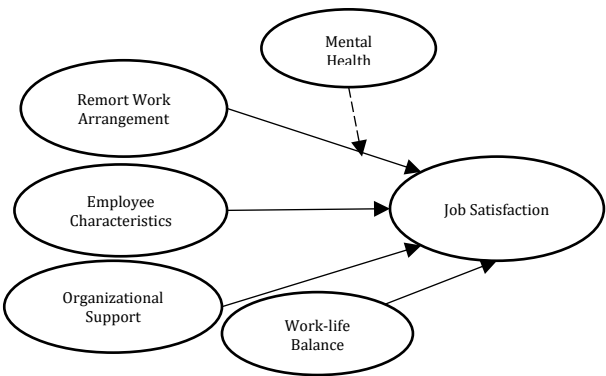 Mental
Health
Remort Work
Arrangement
Employee
Characteristics
Job Satisfaction
Organizational
Support
Work-life
Balance